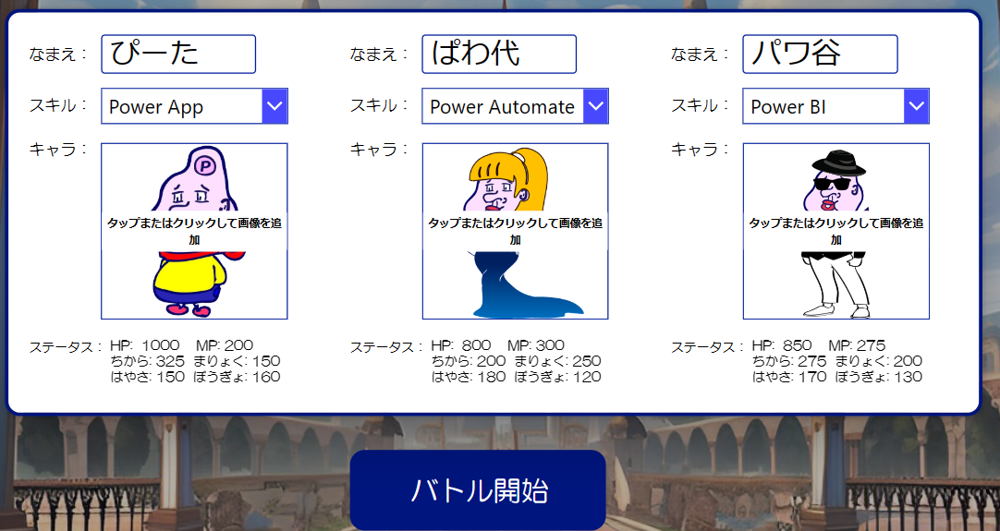 なまえ： ぴーた
スキル： Power App
キャラ：
P
タップまたはクリックして画像を追
加
ステータス： HP: 1000 MP: 200
ちから: 325 まりょく: 150
はやさ: 150 ぼうぎょ: 160
なまえ： ぱわ代
スキル： Power Automate
キャラ：
タップまたはクリックして画像を追
加
ステータス： HP: 800 MP: 300
ちから: 200 まりょく: 250
はやさ: 180 ぼうぎょ: 120
なまえ： パワ谷
スキル： Power BI
キャラ：
タップまたはクリックして画像を追
加
ステータス： HP: 850 MP: 275
ちから: 275 まりょく: 200
はやさ: 170 ぼうぎょ: 130
バトル開始